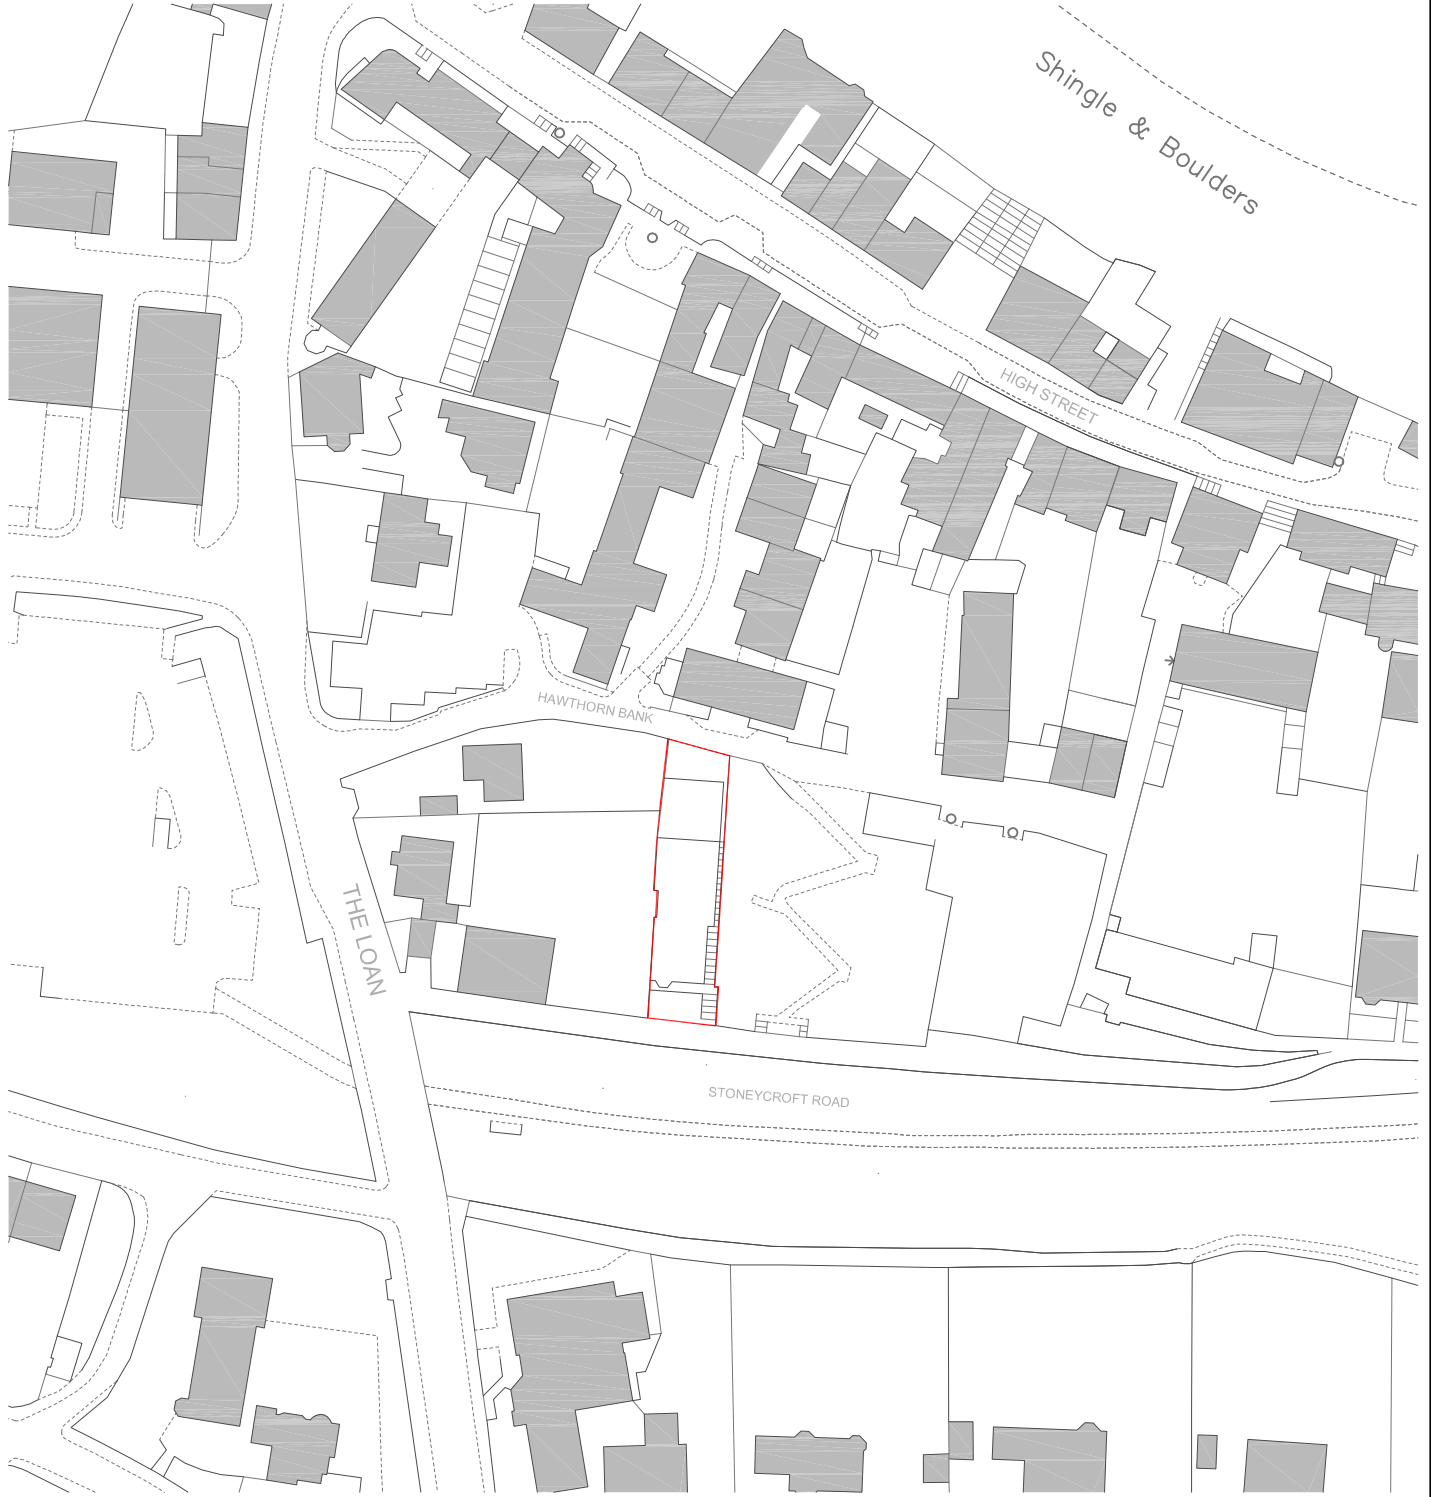 Shingle & Boulders
HIGH STREET
HAWTHORN BANK
THE LOAN
STONEYCROFT ROAD